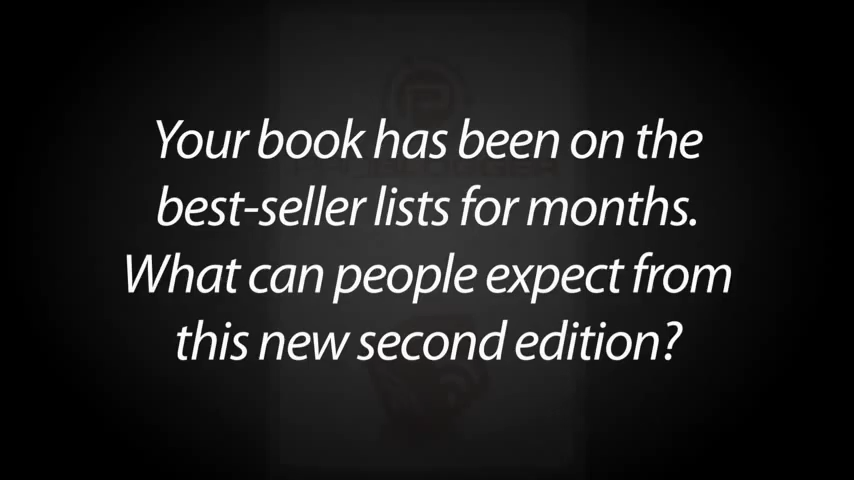 Your book has been on the
best-seller lists for months.
What can people expect from
this new second edition?